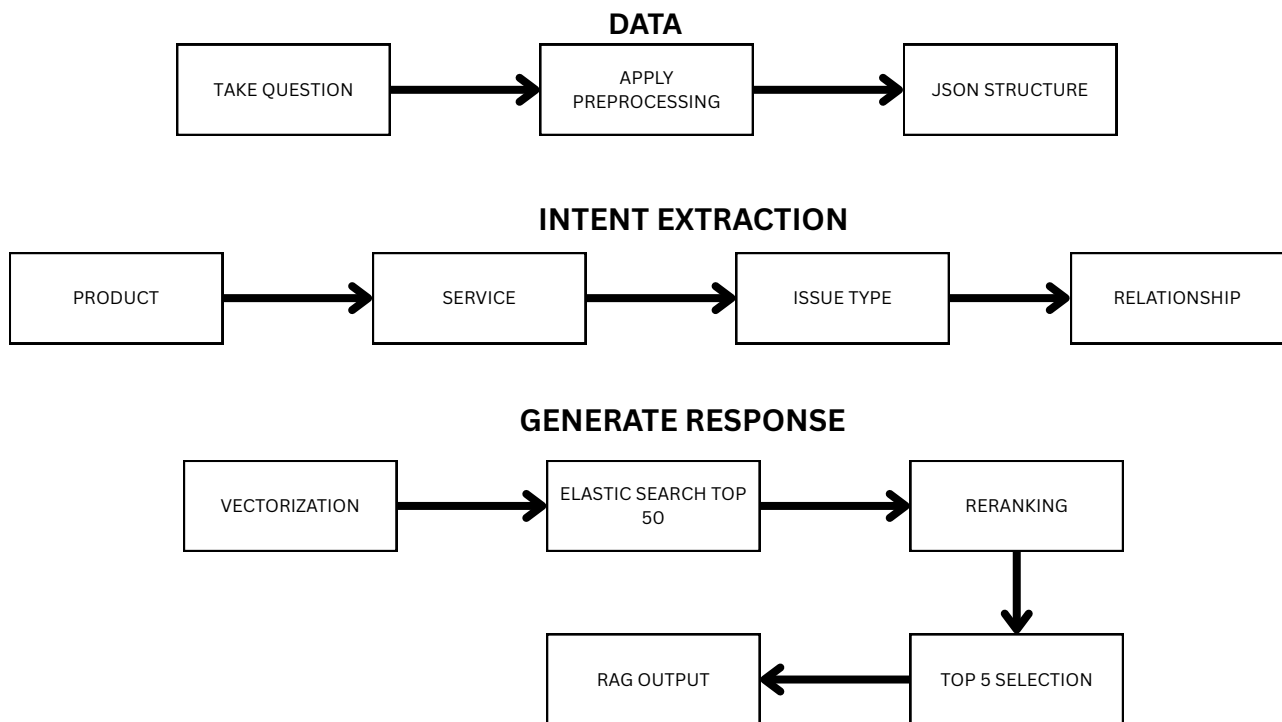 DATA
TAKE QUESTION
APPLY
PREPROCESSING
JSON STRUCTURE
INTENT EXTRACTION
PRODUCT
SERVICE
ISSUE TYPE
RELATIONSHIP
GENERATE RESPONSE
VECTORIZATION
ELASTIC SEARCH TOP
50
RERANKING
RAG OUTPUT
TOP 5 SELECTION